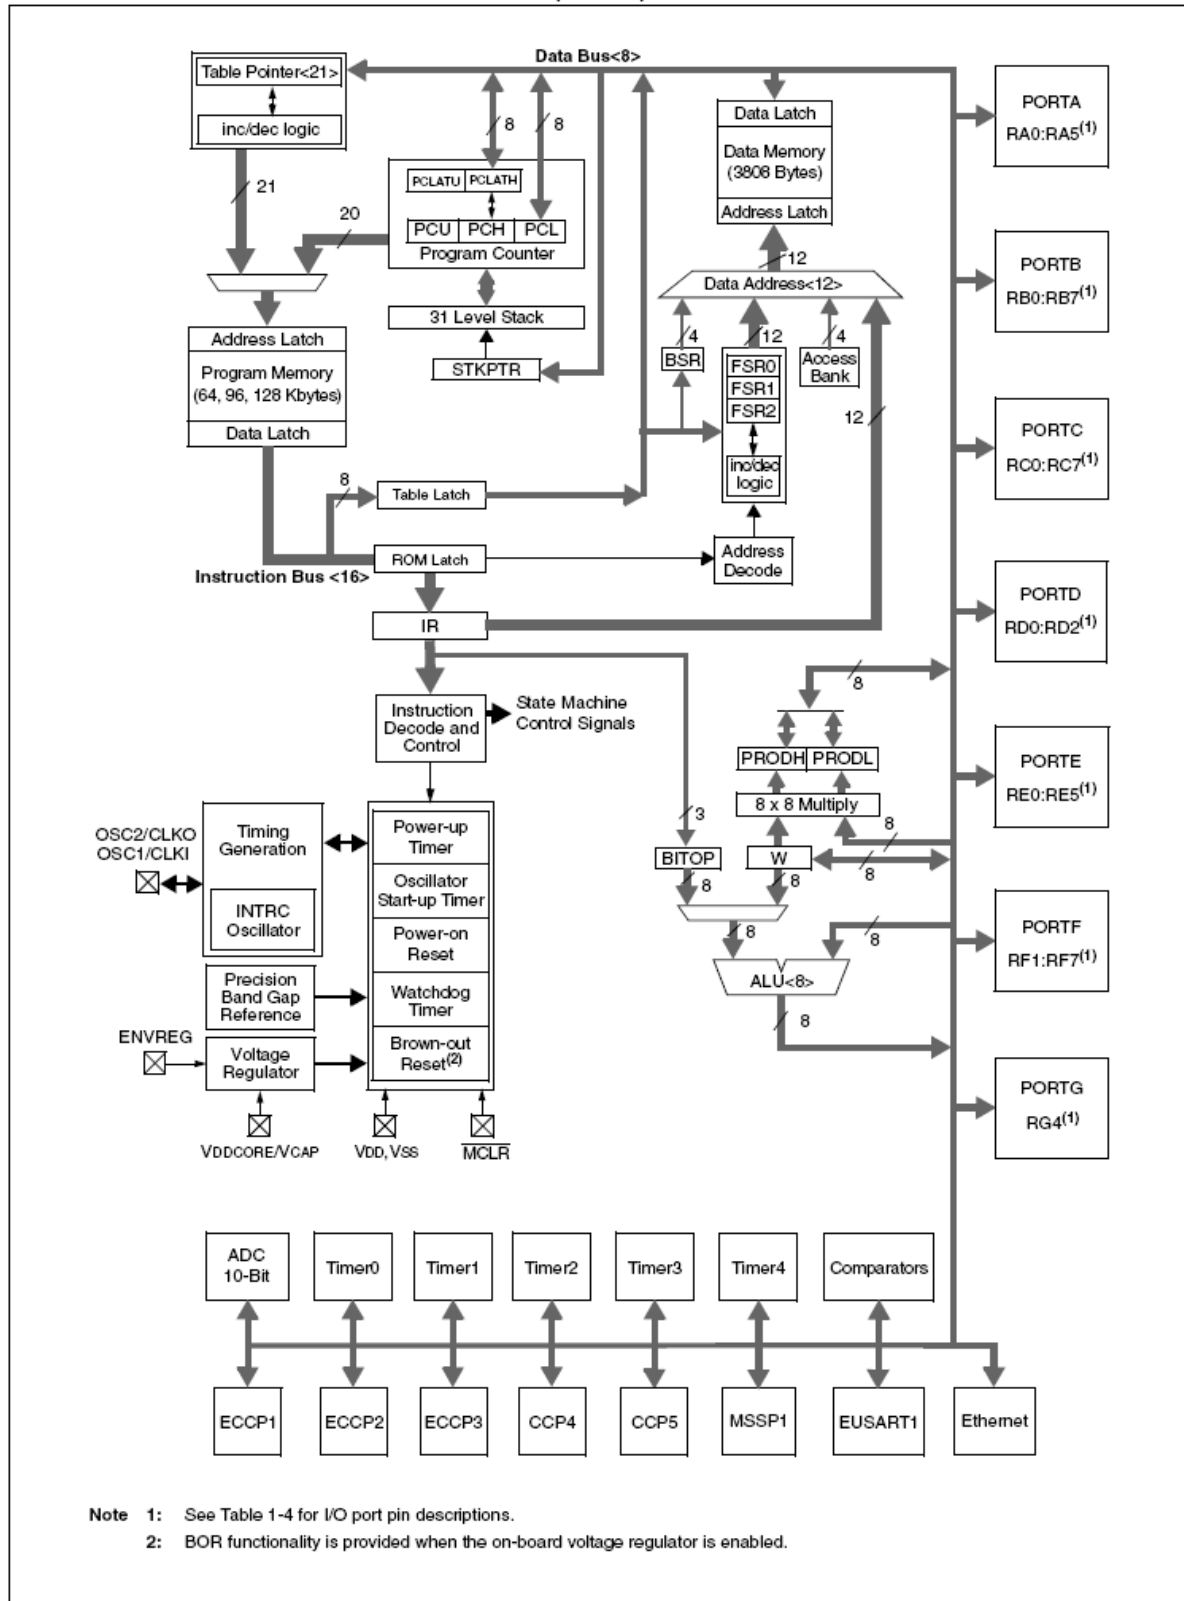 Data Bus<8>
Table Pointer<21>
inc/dec logic
21
20
8
8
PCLATU PCLATH
PCU PCH PCL
Program Counter
31 Level Stack
STKPTR
Address Latch
Program Memory
(64, 96, 128 Kbytes)
Data Latch
8
Table Latch
ROM Latch
Instruction Bus <16>
IR
Data Latch
Data Memory
(3808 Bytes)
Address Latch
12
Data Address<12>
4
12
4
BSR
FSR0
FSR1
FSR2
Access
Bank
12
inc/dec
logic
Address
Decode
Instruction
Decode and
Control
State Machine
Control Signals
8
PRODH PRODL
8 x 8 Multiply
3
8
BITOP
W
8
8
8
8
8
ALU<8>
8
OSC2/CLKO
OSC1/CLKI
Timing
Generation
INTRC
Oscillator
Power-up
Timer
Oscillator
Start-up Timer
Power-on
Reset
Watchdog
Timer
Brown-out
Reset(2)
Precision
Band Gap
Reference
ENVREG
Voltage
Regulator
VDDCORE/VCAP
VDD, VSS
MCLR
PORTA
RA0:RA5(1)
PORTB
RB0:RB7(1)
PORTC
RC0:RC7(1)
PORTD
RD0:RD2(1)
PORTE
RE0:RE5(1)
PORTF
RF1:RF7(1)
PORTG
RG4(1)
ADC
10-Bit
Timer0
Timer1
Timer2
Timer3
Timer4
Comparators
ECCP1
ECCP2
ECCP3
CCP4
CCP5
MSSP1
EUSART1
Ethernet
Note 1: See Table 1-4 for I/O port pin descriptions.
2: BOR functionality is provided when the on-board voltage regulator is enabled.